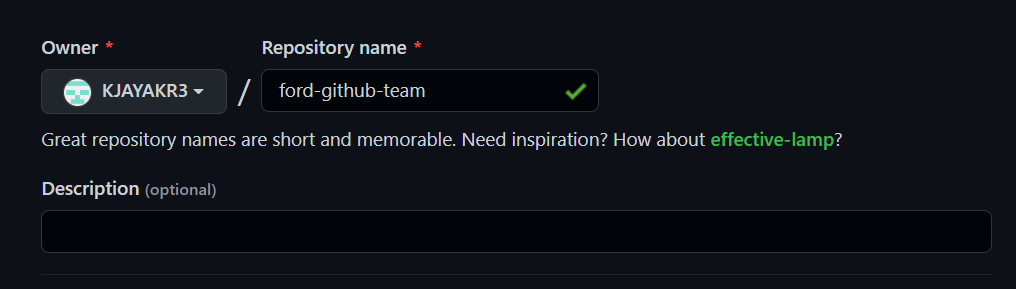 Owner * Repository name *
KJAYAKR3 / ford-github-team
Great repository names are short and memorable. Need inspiration? How about effective-lamp?
Description (optional)